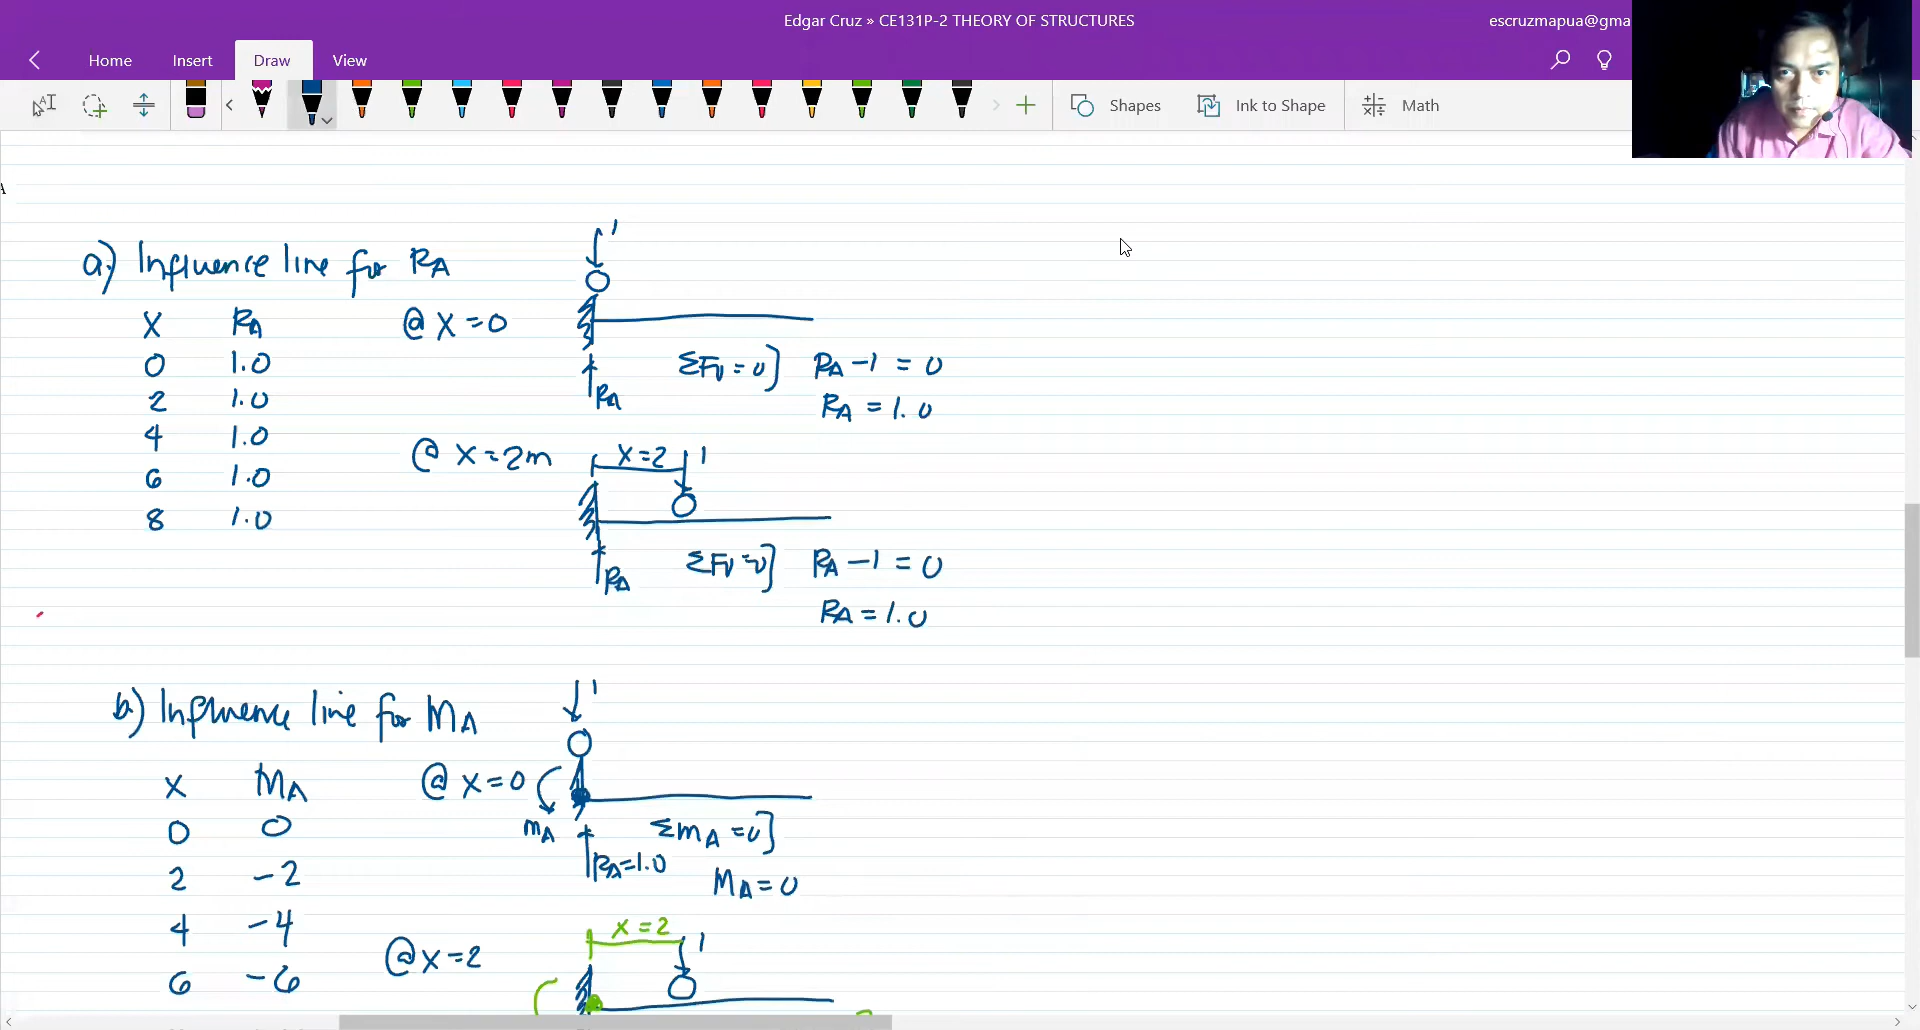 Edgar Cruz » CE131P-2 THEORY OF STRUCTURES
escruzmapua@gma
Home Insert Draw View
Shapes Ink to Shape Math
A
a) Influence line for RA
1
X RA
0 1.0
2 1.0
4 1.0
6 1.0
8 1.0
@ X = 0
RA
ΣFv = 0] RA - 1 = 0
RA = 1.0
@ X = 2m
X = 2 1
RA
ΣFv = 0] RA - 1 = 0
RA = 1.0
b) Influence line for MA
1
X MA
0 0
2 -2
4 -4
6 -6
@ X = 0
MA
RA = 1.0
ΣMA = 0]
MA = 0
@ X = 2
X = 2 1